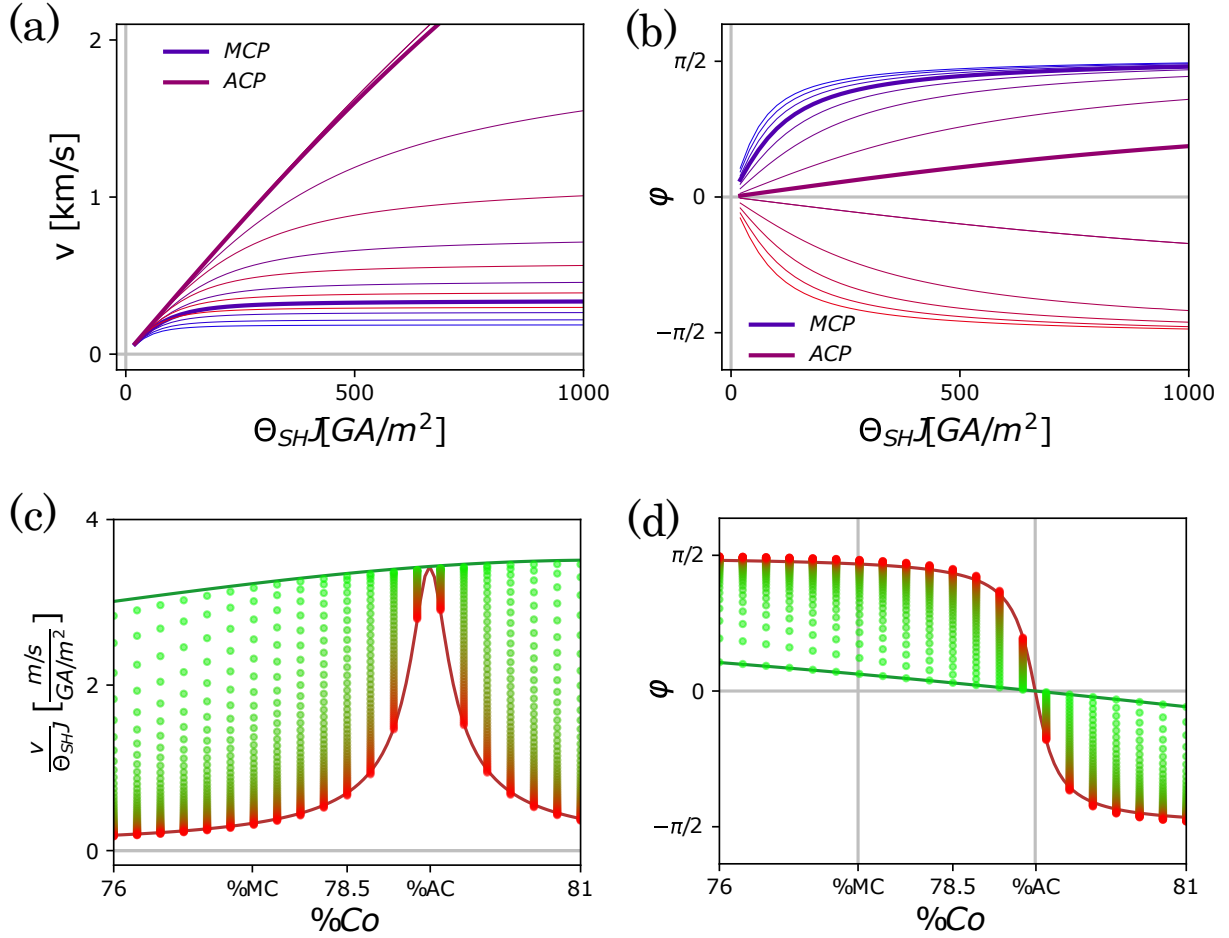 (a)
MCP
ACP
v [km/s]
2
1
0
0
500
1000
Θ_SH J[GA/m²]
(b)
φ
π/2
0
−π/2
MCP
ACP
0
500
1000
Θ_SH J[GA/m²]
(c)
v/Θ_SH J [m/s / GA/m²]
4
2
0
76
%MC
78.5
%AC
81
%Co
(d)
φ
π/2
0
−π/2
76
%MC
78.5
%AC
81
%Co